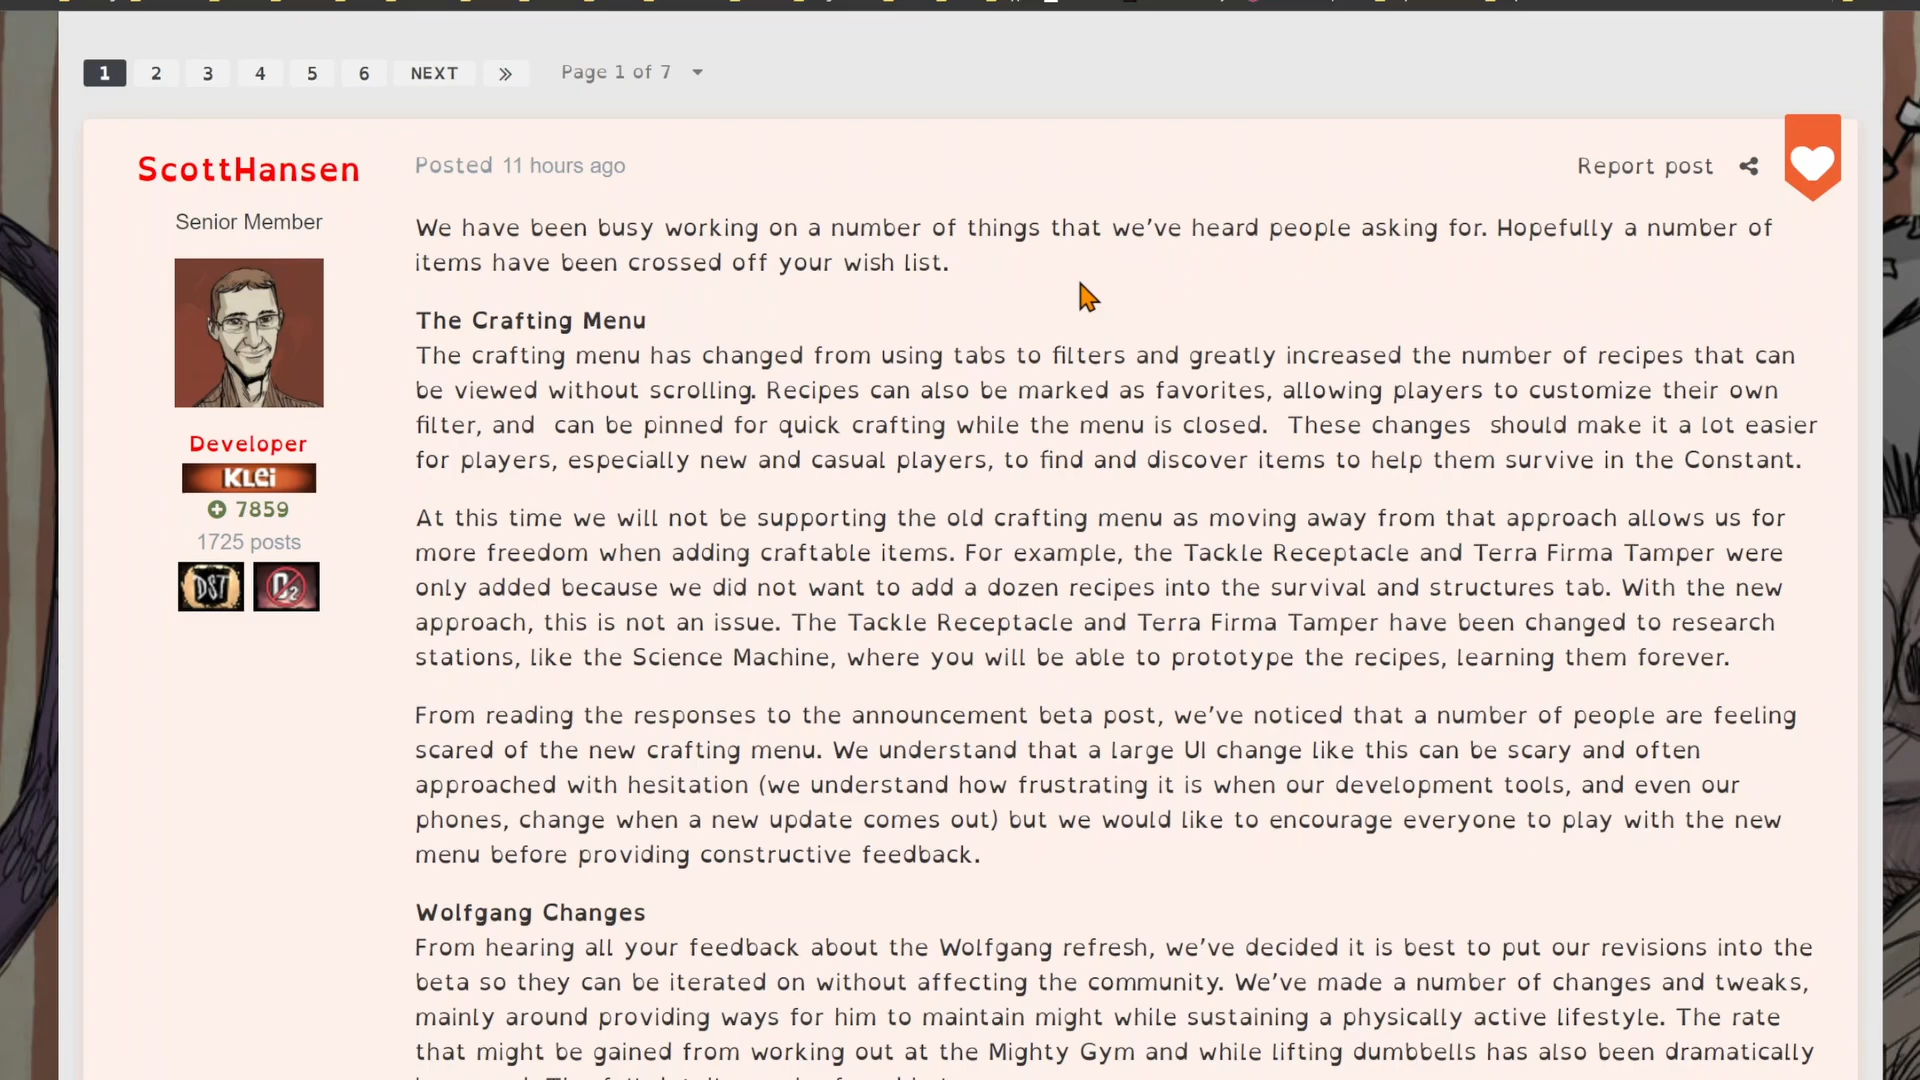 1 2 3 4 5 6 NEXT » Page 1 of 7
ScottHansen
Senior Member
Developer
KLei
7859
1725 posts
DST
Posted 11 hours ago
Report post
We have been busy working on a number of things that we've heard people asking for. Hopefully a number of
items have been crossed off your wish list.
The Crafting Menu
The crafting menu has changed from using tabs to filters and greatly increased the number of recipes that can
be viewed without scrolling. Recipes can also be marked as favorites, allowing players to customize their own
filter, and  can be pinned for quick crafting while the menu is closed.  These changes  should make it a lot easier
for players, especially new and casual players, to find and discover items to help them survive in the Constant.
At this time we will not be supporting the old crafting menu as moving away from that approach allows us for
more freedom when adding craftable items. For example, the Tackle Receptacle and Terra Firma Tamper were
only added because we did not want to add a dozen recipes into the survival and structures tab. With the new
approach, this is not an issue. The Tackle Receptacle and Terra Firma Tamper have been changed to research
stations, like the Science Machine, where you will be able to prototype the recipes, learning them forever.
From reading the responses to the announcement beta post, we've noticed that a number of people are feeling
scared of the new crafting menu. We understand that a large UI change like this can be scary and often
approached with hesitation (we understand how frustrating it is when our development tools, and even our
phones, change when a new update comes out) but we would like to encourage everyone to play with the new
menu before providing constructive feedback.
Wolfgang Changes
From hearing all your feedback about the Wolfgang refresh, we've decided it is best to put our revisions into the
beta so they can be iterated on without affecting the community. We've made a number of changes and tweaks,
mainly around providing ways for him to maintain might while sustaining a physically active lifestyle. The rate
that might be gained from working out at the Mighty Gym and while lifting dumbbells has also been dramatically